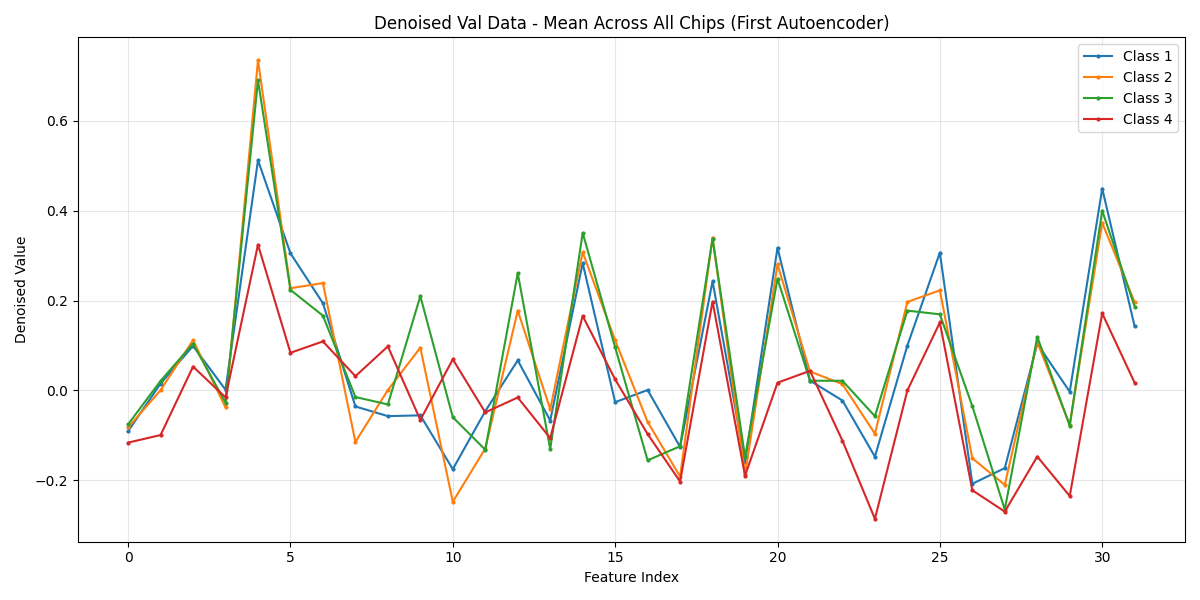 Denoised Val Data - Mean Across All Chips (First Autoencoder)
Class 1
Class 2
Class 3
Class 4
Denoised Value
0.6
0.4
0.2
0.0
−0.2
0 5 10 15 20 25 30
Feature Index